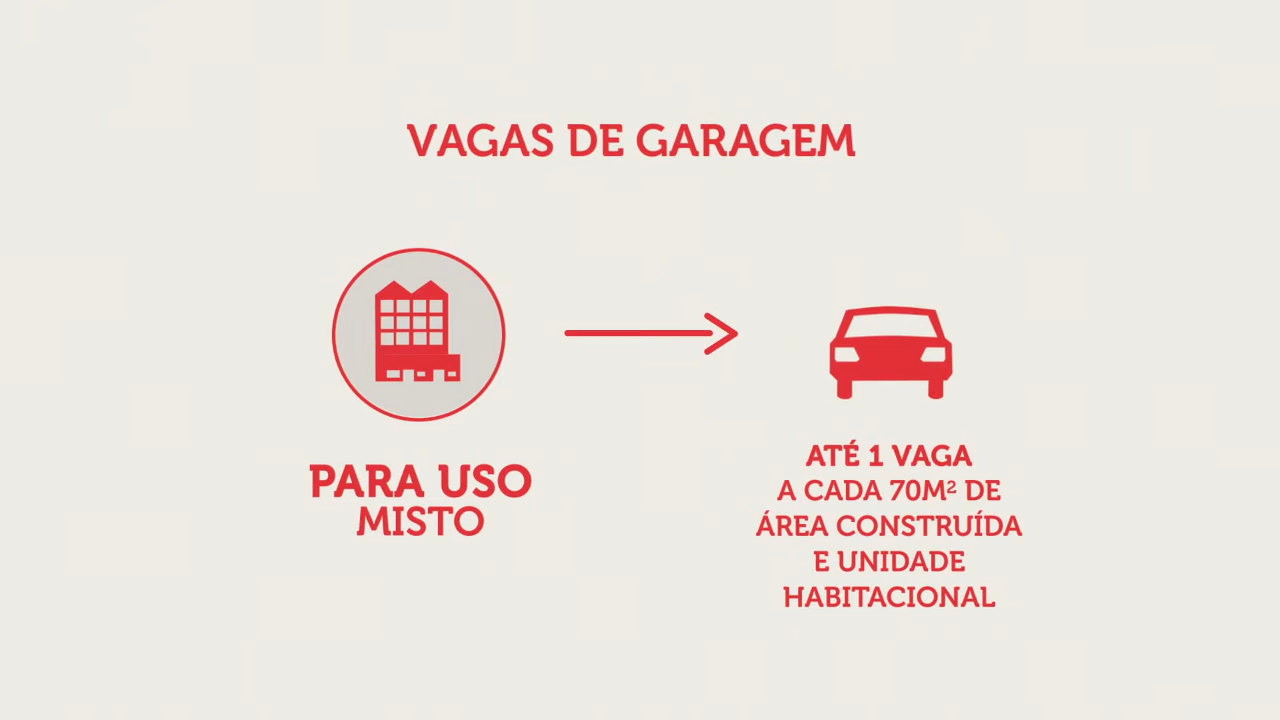 VAGAS DE GARAGEM
PARA USO
MISTO
ATÉ 1 VAGA
A CADA 70M² DE
ÁREA CONSTRUÍDA
E UNIDADE
HABITACIONAL